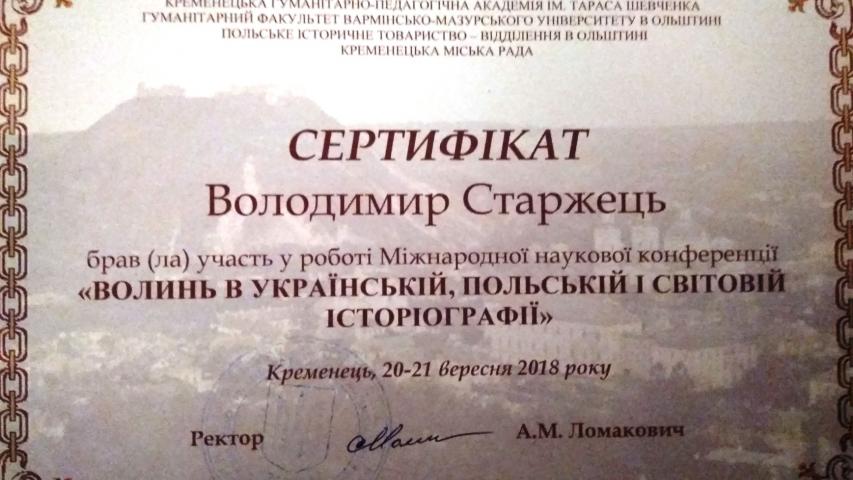 КРЕМЕНЕЦЬКА ГУМАНІТАРНО-ПЕДАГОГІЧНА АКАДЕМІЯ ІМ. ТАРАСА ШЕВЧЕНКА
ГУМАНІТАРНИЙ ФАКУЛЬТЕТ ВАРМІНСЬКО-МАЗУРСЬКОГО УНІВЕРСИТЕТУ В ОЛЬШТИНІ
ПОЛЬСЬКЕ ІСТОРИЧНЕ ТОВАРИСТВО – ВІДДІЛЕННЯ В ОЛЬШТИНІ
КРЕМЕНЕЦЬКА МІСЬКА РАДА
СЕРТИФІКАТ
Володимир Старжець
брав (ла) участь у роботі Міжнародної наукової конференції
«ВОЛИНЬ В УКРАЇНСЬКІЙ, ПОЛЬСЬКІЙ І СВІТОВІЙ
ІСТОРІОГРАФІЇ»
Кременець, 20-21 вересня 2018 року
Ректор А.М. Ломакович